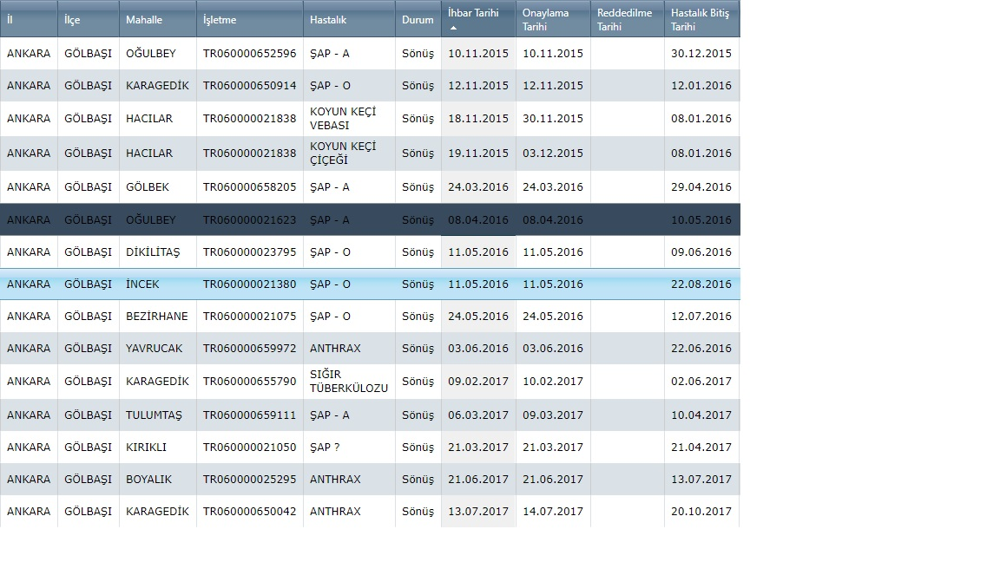 İl İlçe Mahalle İşletme Hastalık Durum İhbar Tarihi Onaylama Tarihi Reddedilme Tarihi Hastalık Bitiş Tarihi
ANKARA GÖLBAŞI OĞULBEY TR060000652596 ŞAP - A Sönüş 10.11.2015 10.11.2015 30.12.2015
ANKARA GÖLBAŞI KARAGEDİK TR060000650914 ŞAP - O Sönüş 12.11.2015 12.11.2015 12.01.2016
ANKARA GÖLBAŞI HACILAR TR060000021838 KOYUN KEÇİ VEBASI Sönüş 18.11.2015 30.11.2015 08.01.2016
ANKARA GÖLBAŞI HACILAR TR060000021838 KOYUN KEÇİ ÇİÇEĞİ Sönüş 19.11.2015 03.12.2015 08.01.2016
ANKARA GÖLBAŞI GÖLBEK TR060000658205 ŞAP - A Sönüş 24.03.2016 24.03.2016 29.04.2016
ANKARA GÖLBAŞI OĞULBEY TR060000021623 ŞAP - A Sönüş 08.04.2016 08.04.2016 10.05.2016
ANKARA GÖLBAŞI DİKİLİTAŞ TR060000023795 ŞAP - O Sönüş 11.05.2016 11.05.2016 09.06.2016
ANKARA GÖLBAŞI İNCEK TR060000021380 ŞAP - O Sönüş 11.05.2016 11.05.2016 22.08.2016
ANKARA GÖLBAŞI BEZİRHANE TR060000021075 ŞAP - O Sönüş 24.05.2016 24.05.2016 12.07.2016
ANKARA GÖLBAŞI YAVRUCAK TR060000659972 ANTHRAX Sönüş 03.06.2016 03.06.2016 22.06.2016
ANKARA GÖLBAŞI KARAGEDİK TR060000655790 SIĞIR TÜBERKÜLOZU Sönüş 09.02.2017 10.02.2017 02.06.2017
ANKARA GÖLBAŞI TULUMTAŞ TR060000659111 ŞAP - A Sönüş 06.03.2017 09.03.2017 10.04.2017
ANKARA GÖLBAŞI KIRIKLI TR060000021050 ŞAP ? Sönüş 21.03.2017 21.03.2017 21.04.2017
ANKARA GÖLBAŞI BOYALIK TR060000025295 ANTHRAX Sönüş 21.06.2017 21.06.2017 13.07.2017
ANKARA GÖLBAŞI KARAGEDİK TR060000650042 ANTHRAX Sönüş 13.07.2017 14.07.2017 20.10.2017